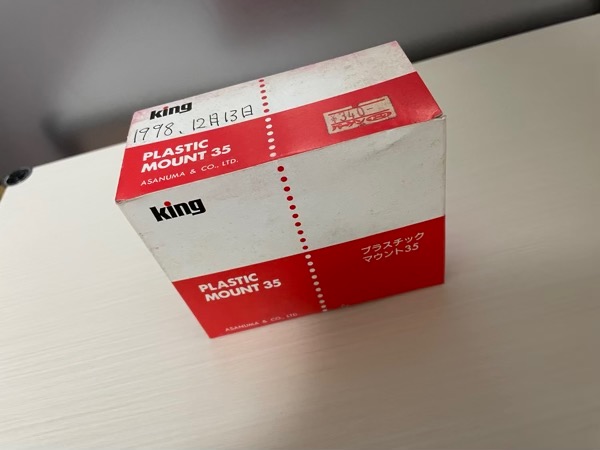 king
1998、12月13日
PLASTIC
MOUNT 35
ASANUMA & CO., LTD.
king
PLASTIC
MOUNT 35
ASANUMA & CO., LTD.
プラスチック
マウント35